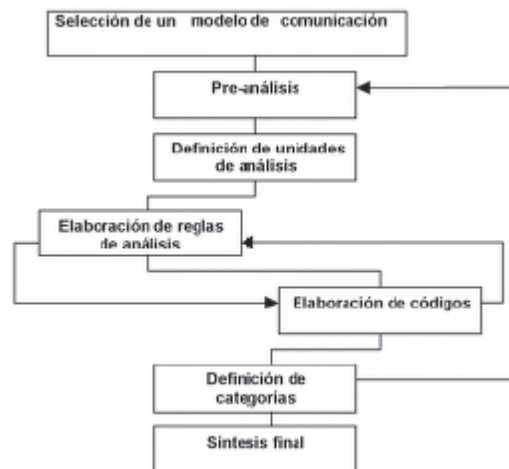 Selección de un modelo de comunicación
Pre-análisis
Definición de unidades
de análisis
Elaboración de reglas
de análisis
Elaboración de códigos
Definición de
categorías
Síntesis final